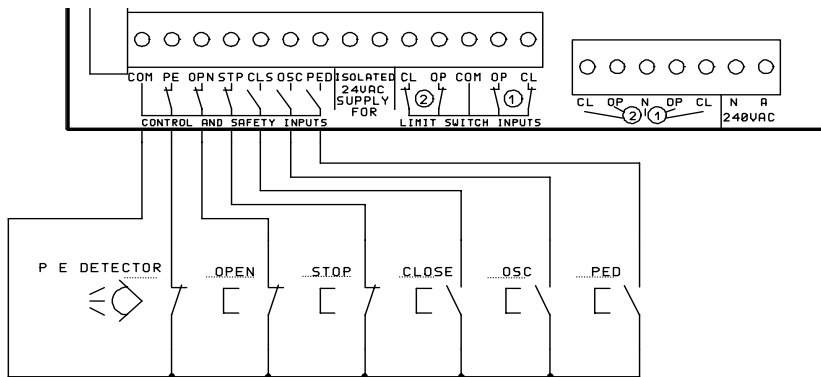 COM PE OPN STP CLS OSC PED ISOLATED CL OP COM OP CL
24VAC
SUPPLY
FOR
2 1
CONTROL AND SAFETY INPUTS LIMIT SWITCH INPUTS
CL OP N OP CL N A
2 1 240VAC
P E DETECTOR OPEN STOP CLOSE OSC PED